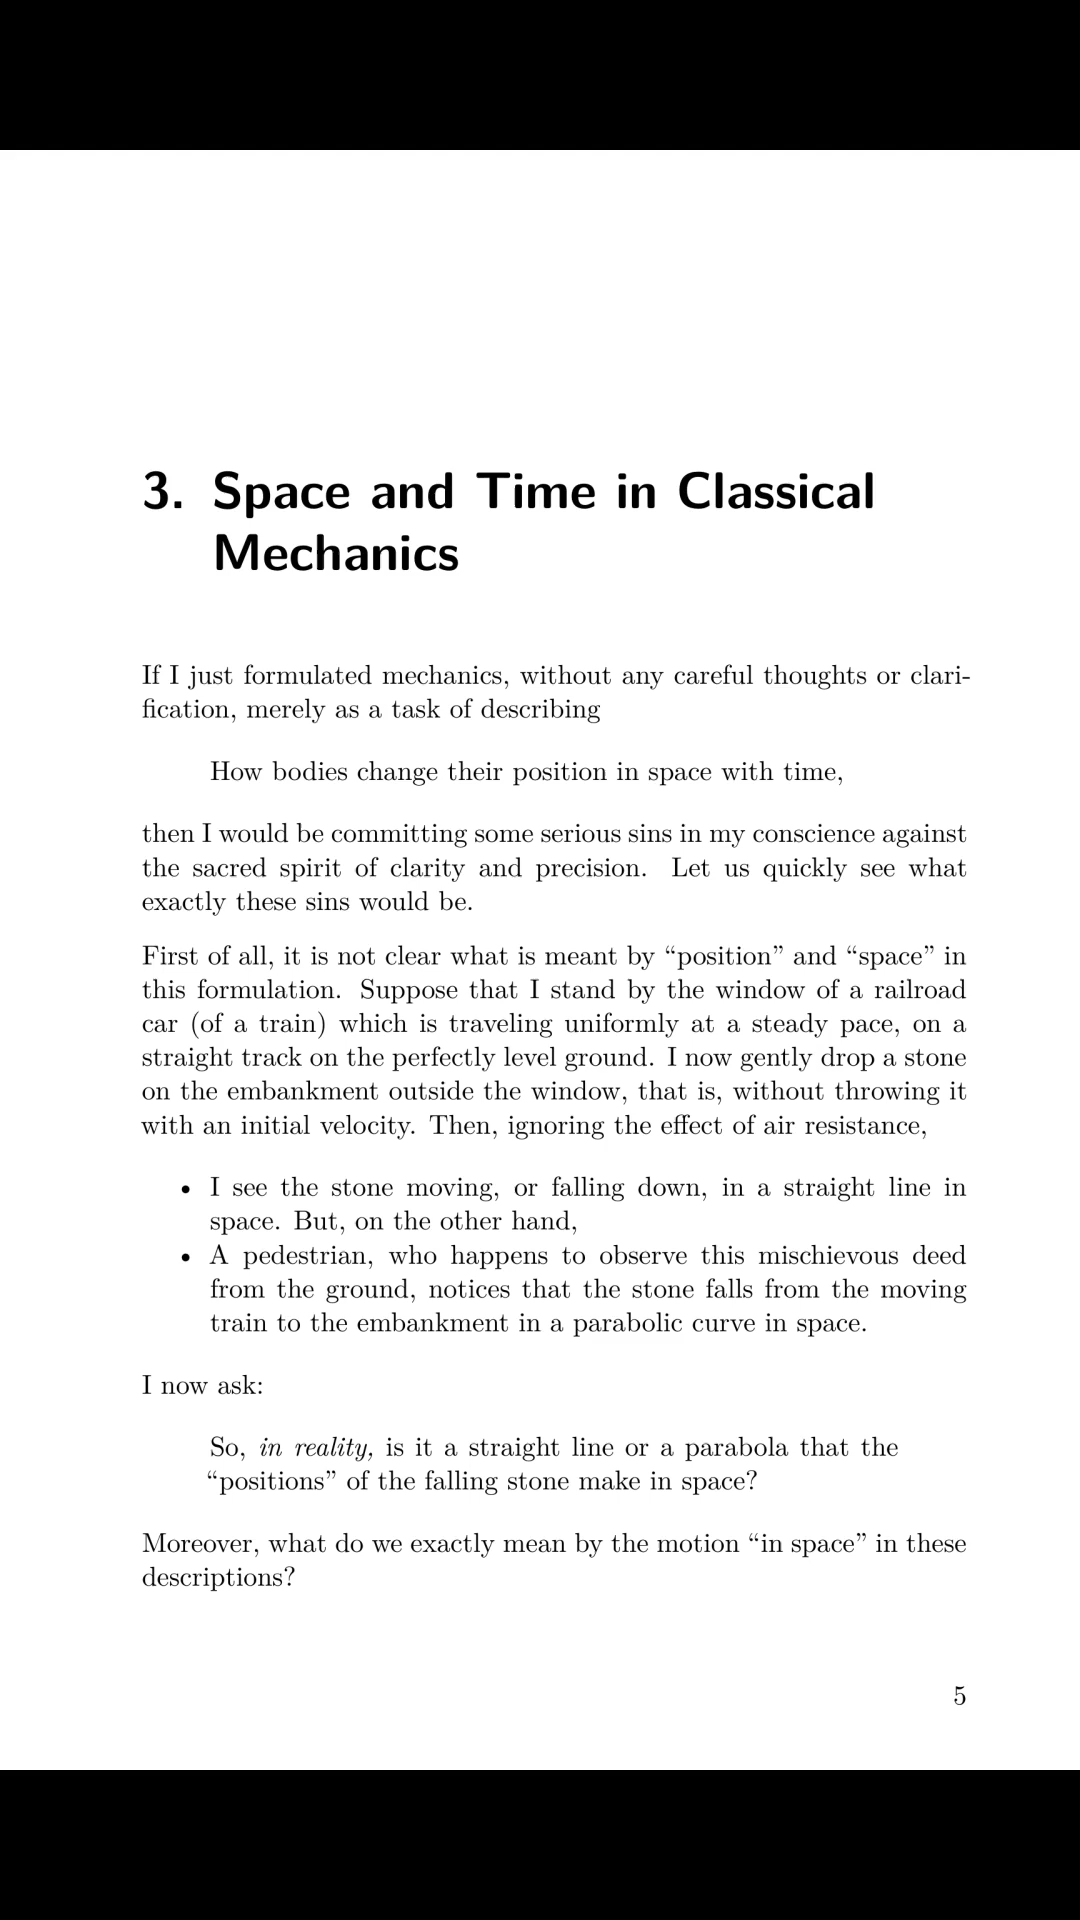 3. Space and Time in Classical
Mechanics
If I just formulated mechanics, without any careful thoughts or clari-
fication, merely as a task of describing
How bodies change their position in space with time,
then I would be committing some serious sins in my conscience against
the sacred spirit of clarity and precision. Let us quickly see what
exactly these sins would be.
First of all, it is not clear what is meant by “position” and “space” in
this formulation. Suppose that I stand by the window of a railroad
car (of a train) which is traveling uniformly at a steady pace, on a
straight track on the perfectly level ground. I now gently drop a stone
on the embankment outside the window, that is, without throwing it
with an initial velocity. Then, ignoring the effect of air resistance,
• I see the stone moving, or falling down, in a straight line in
space. But, on the other hand,
• A pedestrian, who happens to observe this mischievous deed
from the ground, notices that the stone falls from the moving
train to the embankment in a parabolic curve in space.
I now ask:
So, in reality, is it a straight line or a parabola that the
“positions” of the falling stone make in space?
Moreover, what do we exactly mean by the motion “in space” in these
descriptions?
5